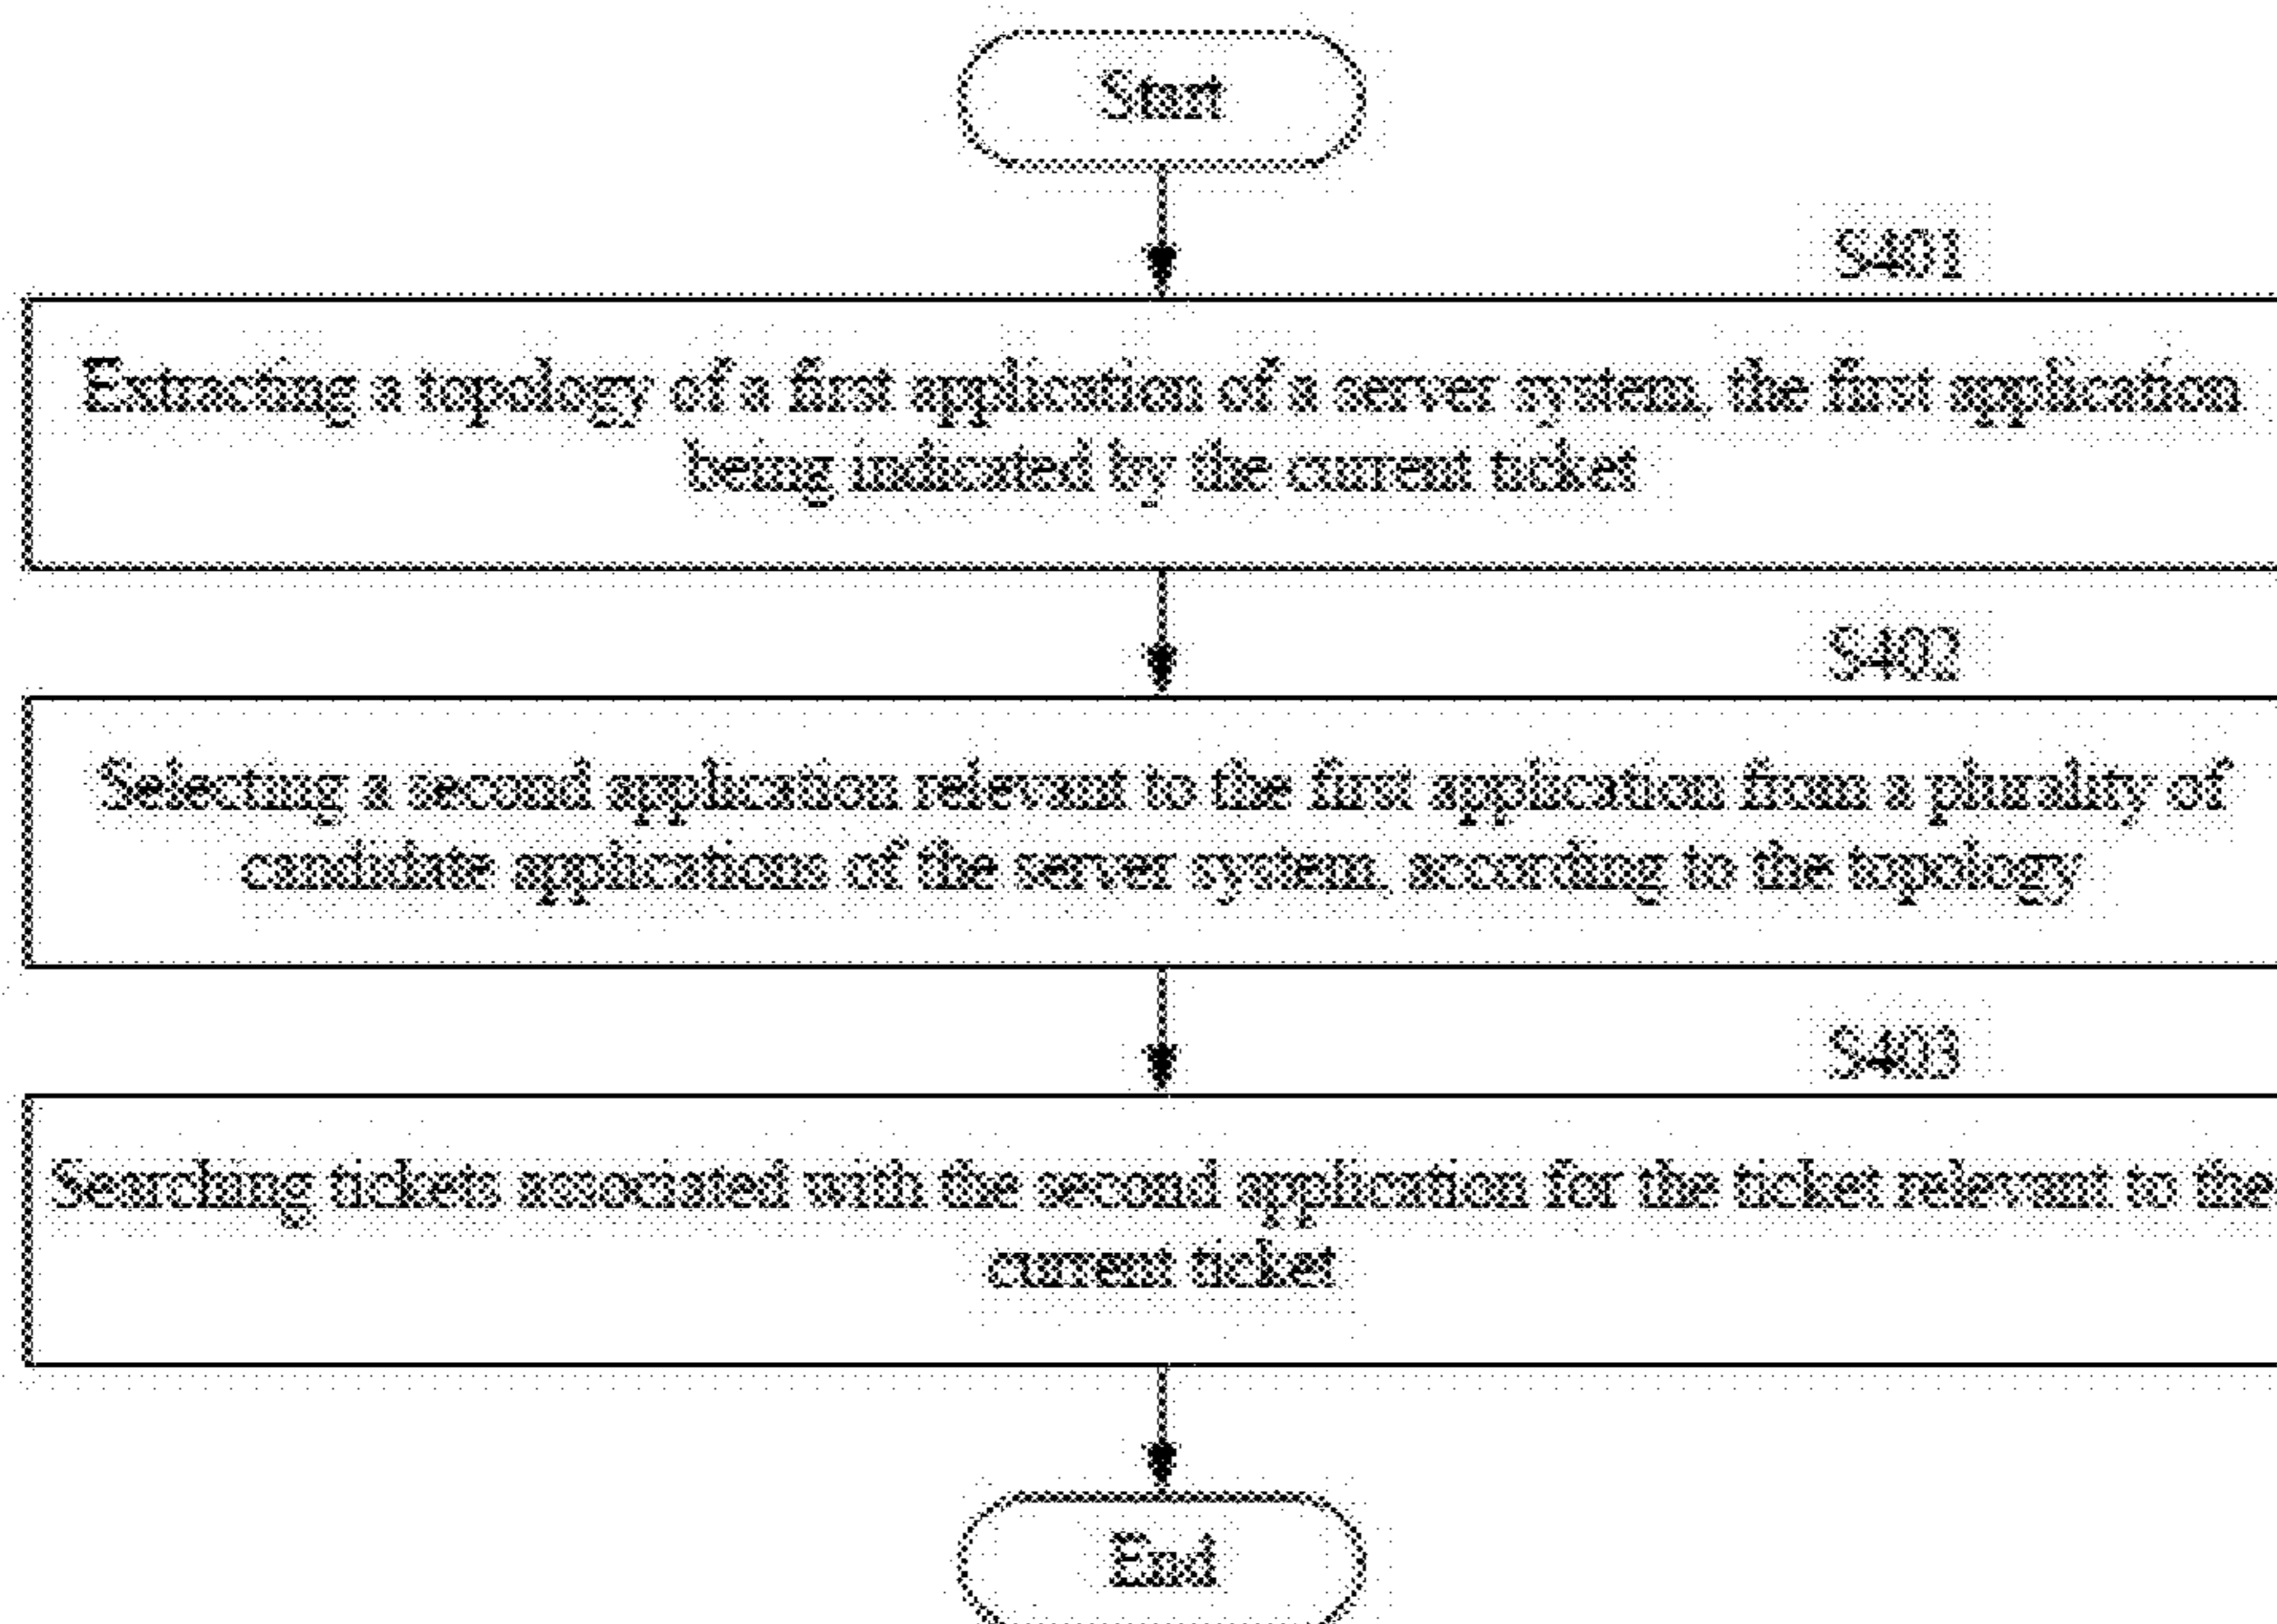 Start
S401
Extracting a topology of a first application of a server system, the first application
being indicated by the current ticket
S402
Selecting a second application relevant to the first application from a plurality of
candidate applications of the server system, according to the topology
S403
Searching tickets associated with the second application for the ticket relevant to the
current ticket
End